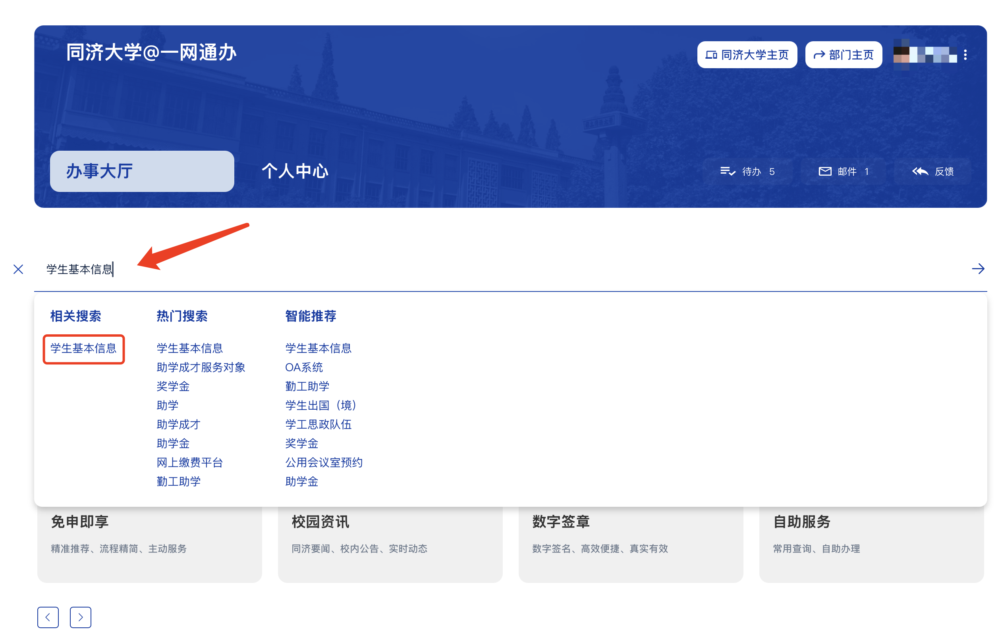 同济大学@一网通办
同济大学主页
部门主页
办事大厅
个人中心
待办 5
邮件 1
反馈
学生基本信息
相关搜索
学生基本信息
热门搜索
学生基本信息
助学成才服务对象
奖学金
助学
助学成才
助学金
网上缴费平台
勤工助学
智能推荐
学生基本信息
OA系统
勤工助学
学生出国（境）
学工思政队伍
奖学金
公用会议室预约
助学金
免申即享
精准推荐、流程精简、主动服务
校园资讯
同济要闻、校内公告、实时动态
数字签章
数字签名、高效便捷、真实有效
自助服务
常用查询、自助办理